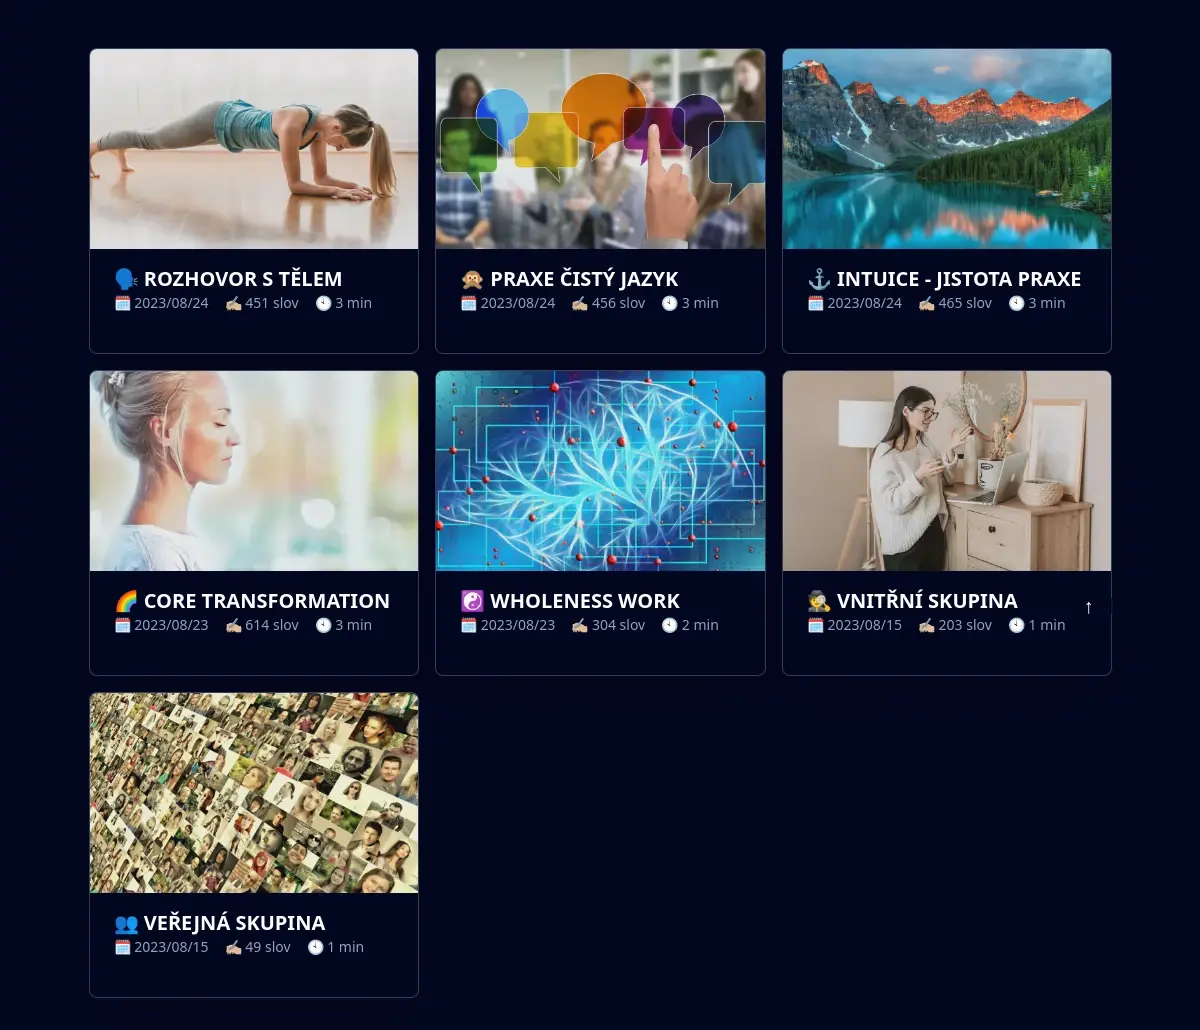 🗣️ ROZHOVOR S TĚLEM
🗓️ 2023/08/24 ✍🏼 451 slov 🕙 3 min
🙊 PRAXE ČISTÝ JAZYK
🗓️ 2023/08/24 ✍🏼 456 slov 🕙 3 min
⚓ INTUICE - JISTOTA PRAXE
🗓️ 2023/08/24 ✍🏼 465 slov 🕙 3 min
🌈 CORE TRANSFORMATION
🗓️ 2023/08/23 ✍🏼 614 slov 🕙 3 min
☯️ WHOLENESS WORK
🗓️ 2023/08/23 ✍🏼 304 slov 🕙 2 min
🕵️ VNITŘNÍ SKUPINA
🗓️ 2023/08/15 ✍🏼 203 slov 🕙 1 min
↑
👥 VEŘEJNÁ SKUPINA
🗓️ 2023/08/15 ✍🏼 49 slov 🕙 1 min